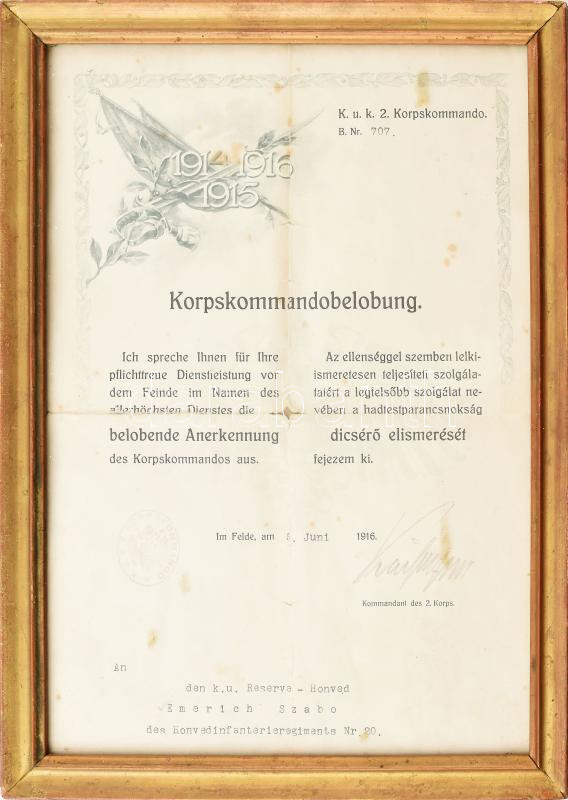 K. u. k. 2. Korpskommando.
B. Nr. 707.
191 1916
1915
Korpskommandobelobung.
Ich spreche Ihnen für Ihre
pflichttreue Dienstleistung vor
dem Feinde im Namen des
allerhöchsten Dienstes die
belobende Anerkennung
des Korpskommandos aus.
Az ellenséggel szemben lelki-
ismeretesen teljesített szolgála-
tatért a legfelsőbb szolgálat ne-
vében a hadtestparancsnokság
dicsérő elismerését
fejezem ki.
Im Felde, am Juni 1916.
Kommandant des 2. Korps.
An
den k.u. Reserve - Honved
Emerich Szabo
des Honvedinfanterieregiments Nr. 20.